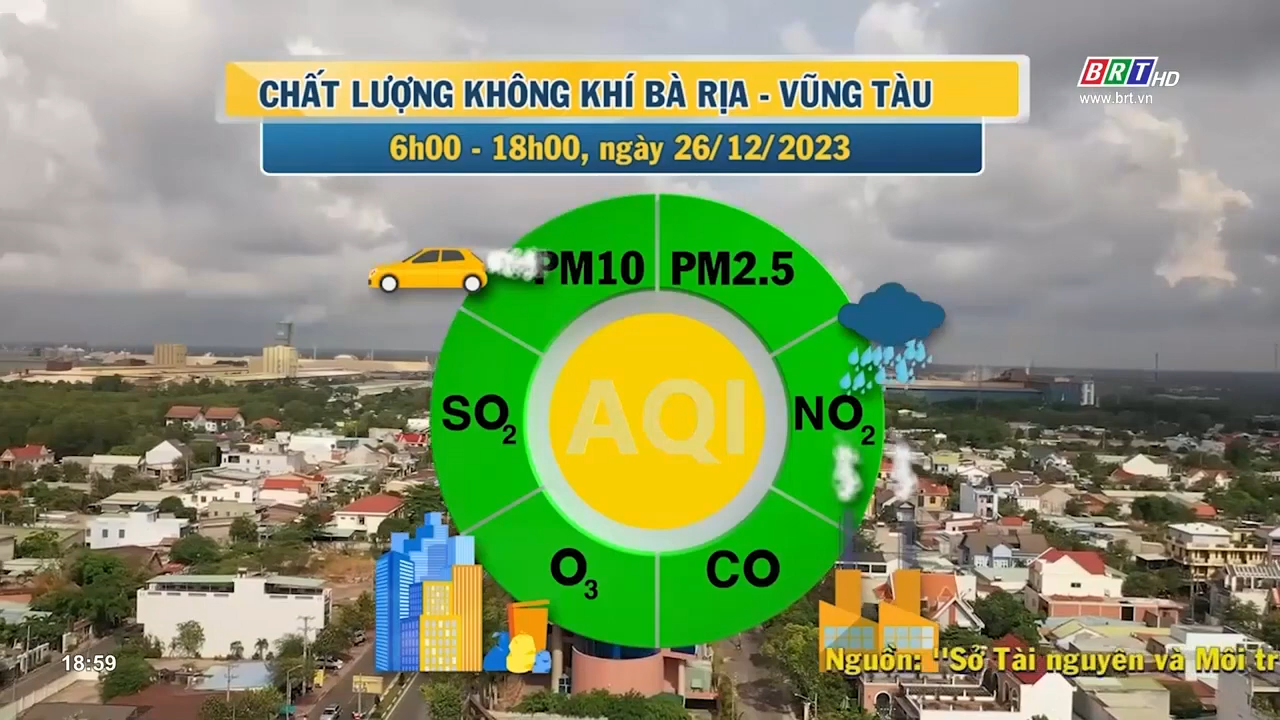 CHẤT LƯỢNG KHÔNG KHÍ BÀ RỊA - VŨNG TÀU
BRT HD
www.brt.vn
6h00 - 18h00, ngày 26/12/2023
PM10
PM2.5
SO2
AQI
NO2
O3
CO
18:59
Nguồn: "Sở Tài nguyên và Môi tr